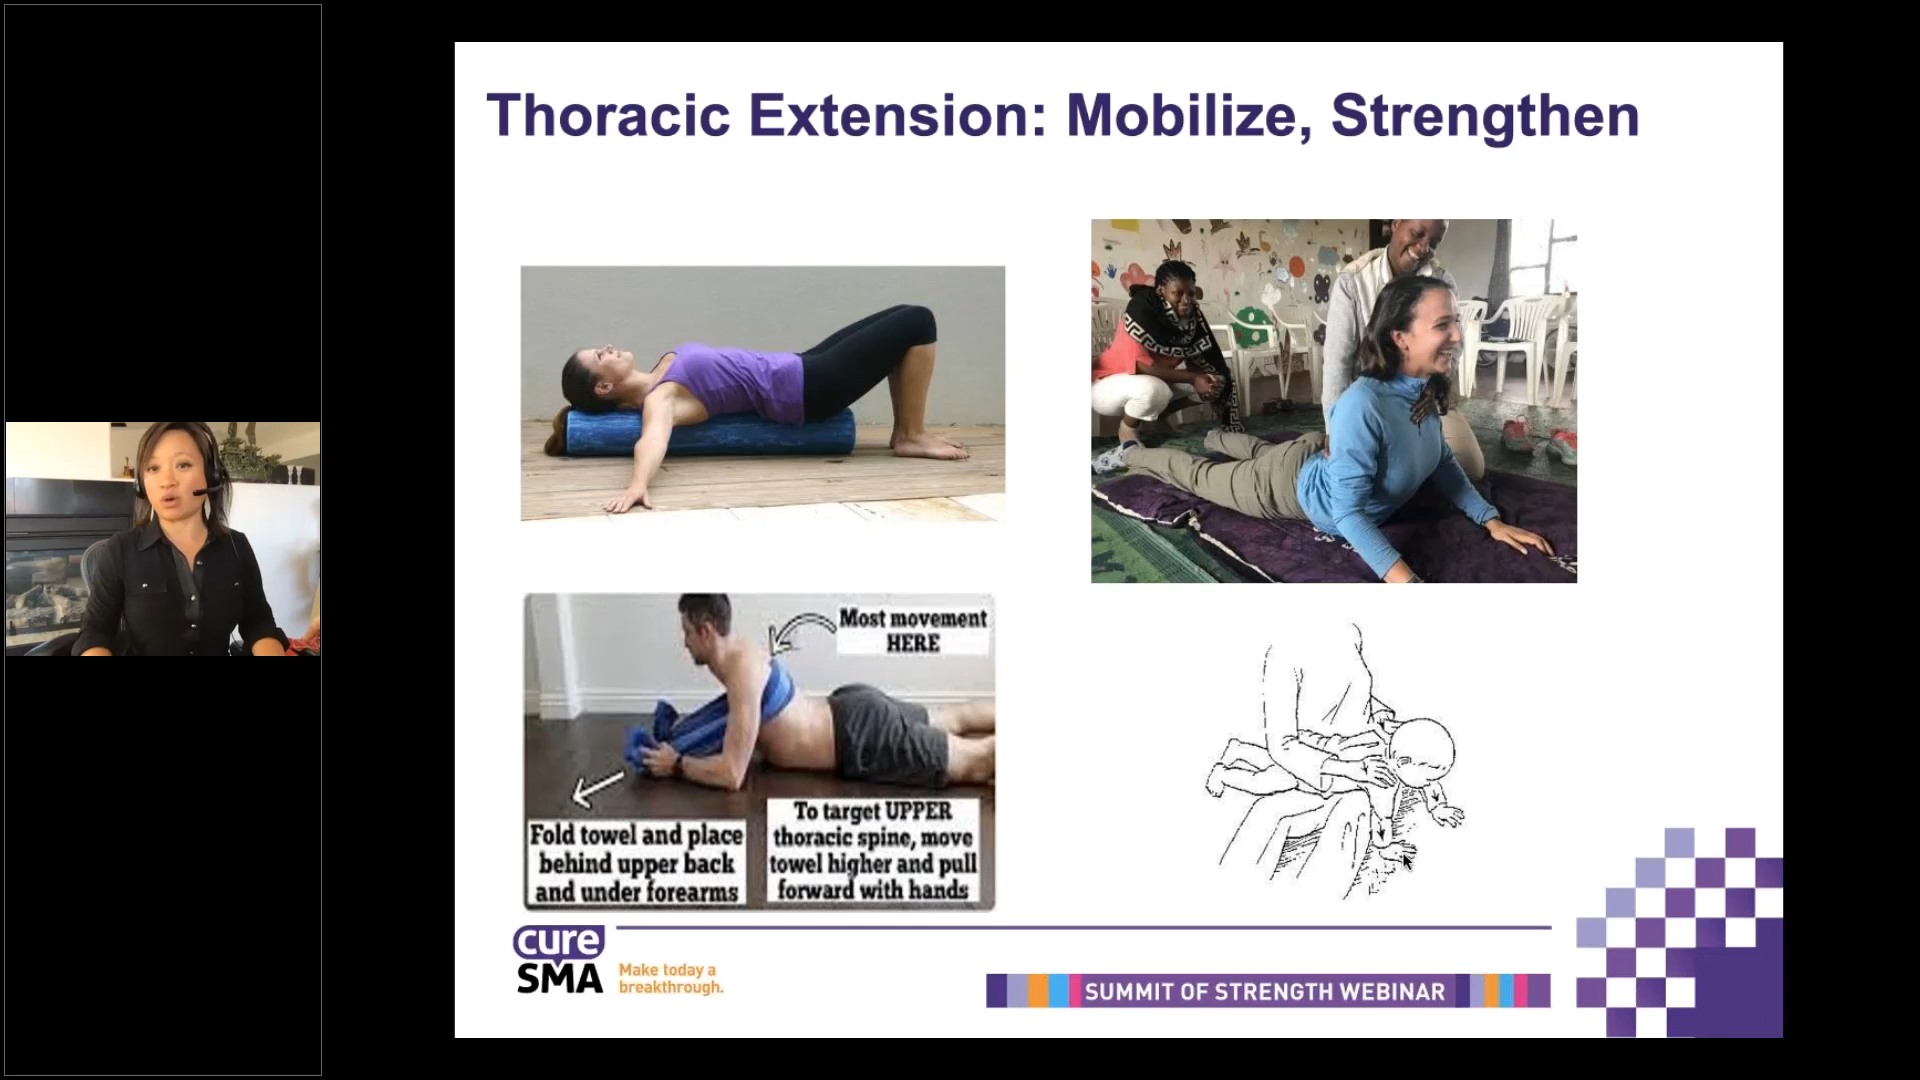 Thoracic Extension: Mobilize, Strengthen
Most movement
HERE
Fold towel and place
behind upper back
and under forearms
To target UPPER
thoracic spine, move
towel higher and pull
forward with hands
cure
SMA
Make today a
breakthrough.
SUMMIT OF STRENGTH WEBINAR